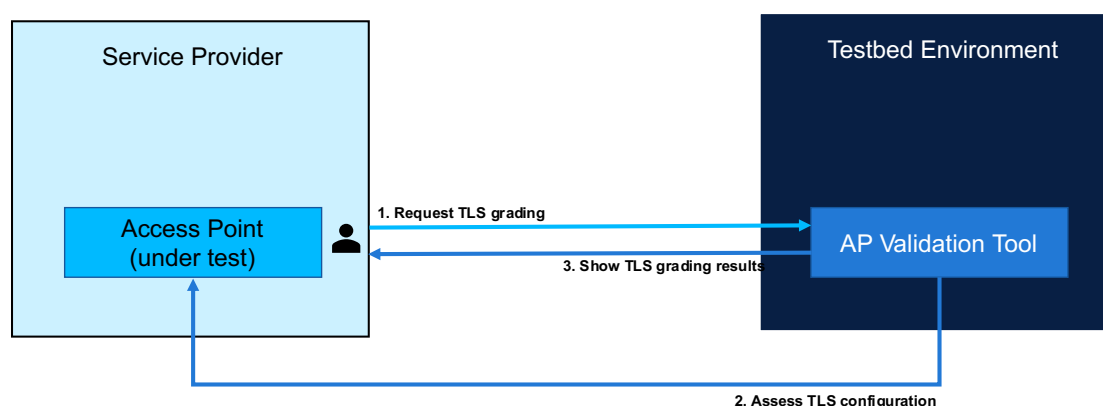 Service Provider
Testbed Environment
1. Request TLS grading
Access Point
(under test)
AP Validation Tool
3. Show TLS grading results
2. Assess TLS configuration